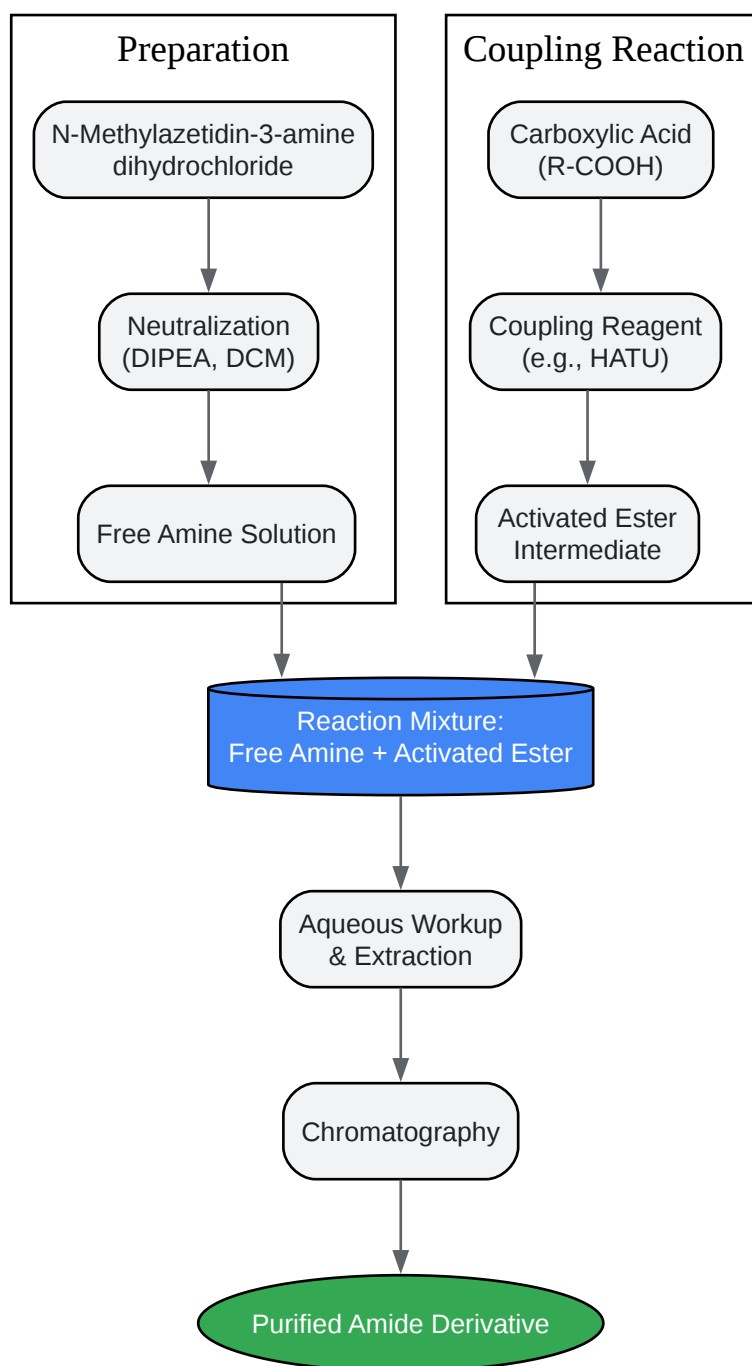 Preparation
N-Methylazetidin-3-amine
dihydrochloride
Neutralization
(DIPEA, DCM)
Free Amine Solution
Coupling Reaction
Carboxylic Acid
(R-COOH)
Coupling Reagent
(e.g., HATU)
Activated Ester
Intermediate
Reaction Mixture:
Free Amine + Activated Ester
Aqueous Workup
& Extraction
Chromatography
Purified Amide Derivative